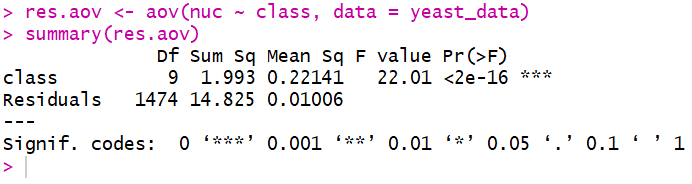 > res.aov <- aov(nuc ~ class, data = yeast_data)
> summary(res.aov)
              Df Sum Sq Mean Sq F value Pr(>F)
class          9  1.993 0.22141   22.01 <2e-16 ***
Residuals   1474 14.825 0.01006
---
Signif. codes:  0 ‘***’ 0.001 ‘**’ 0.01 ‘*’ 0.05 ‘.’ 0.1 ‘ ’ 1
>